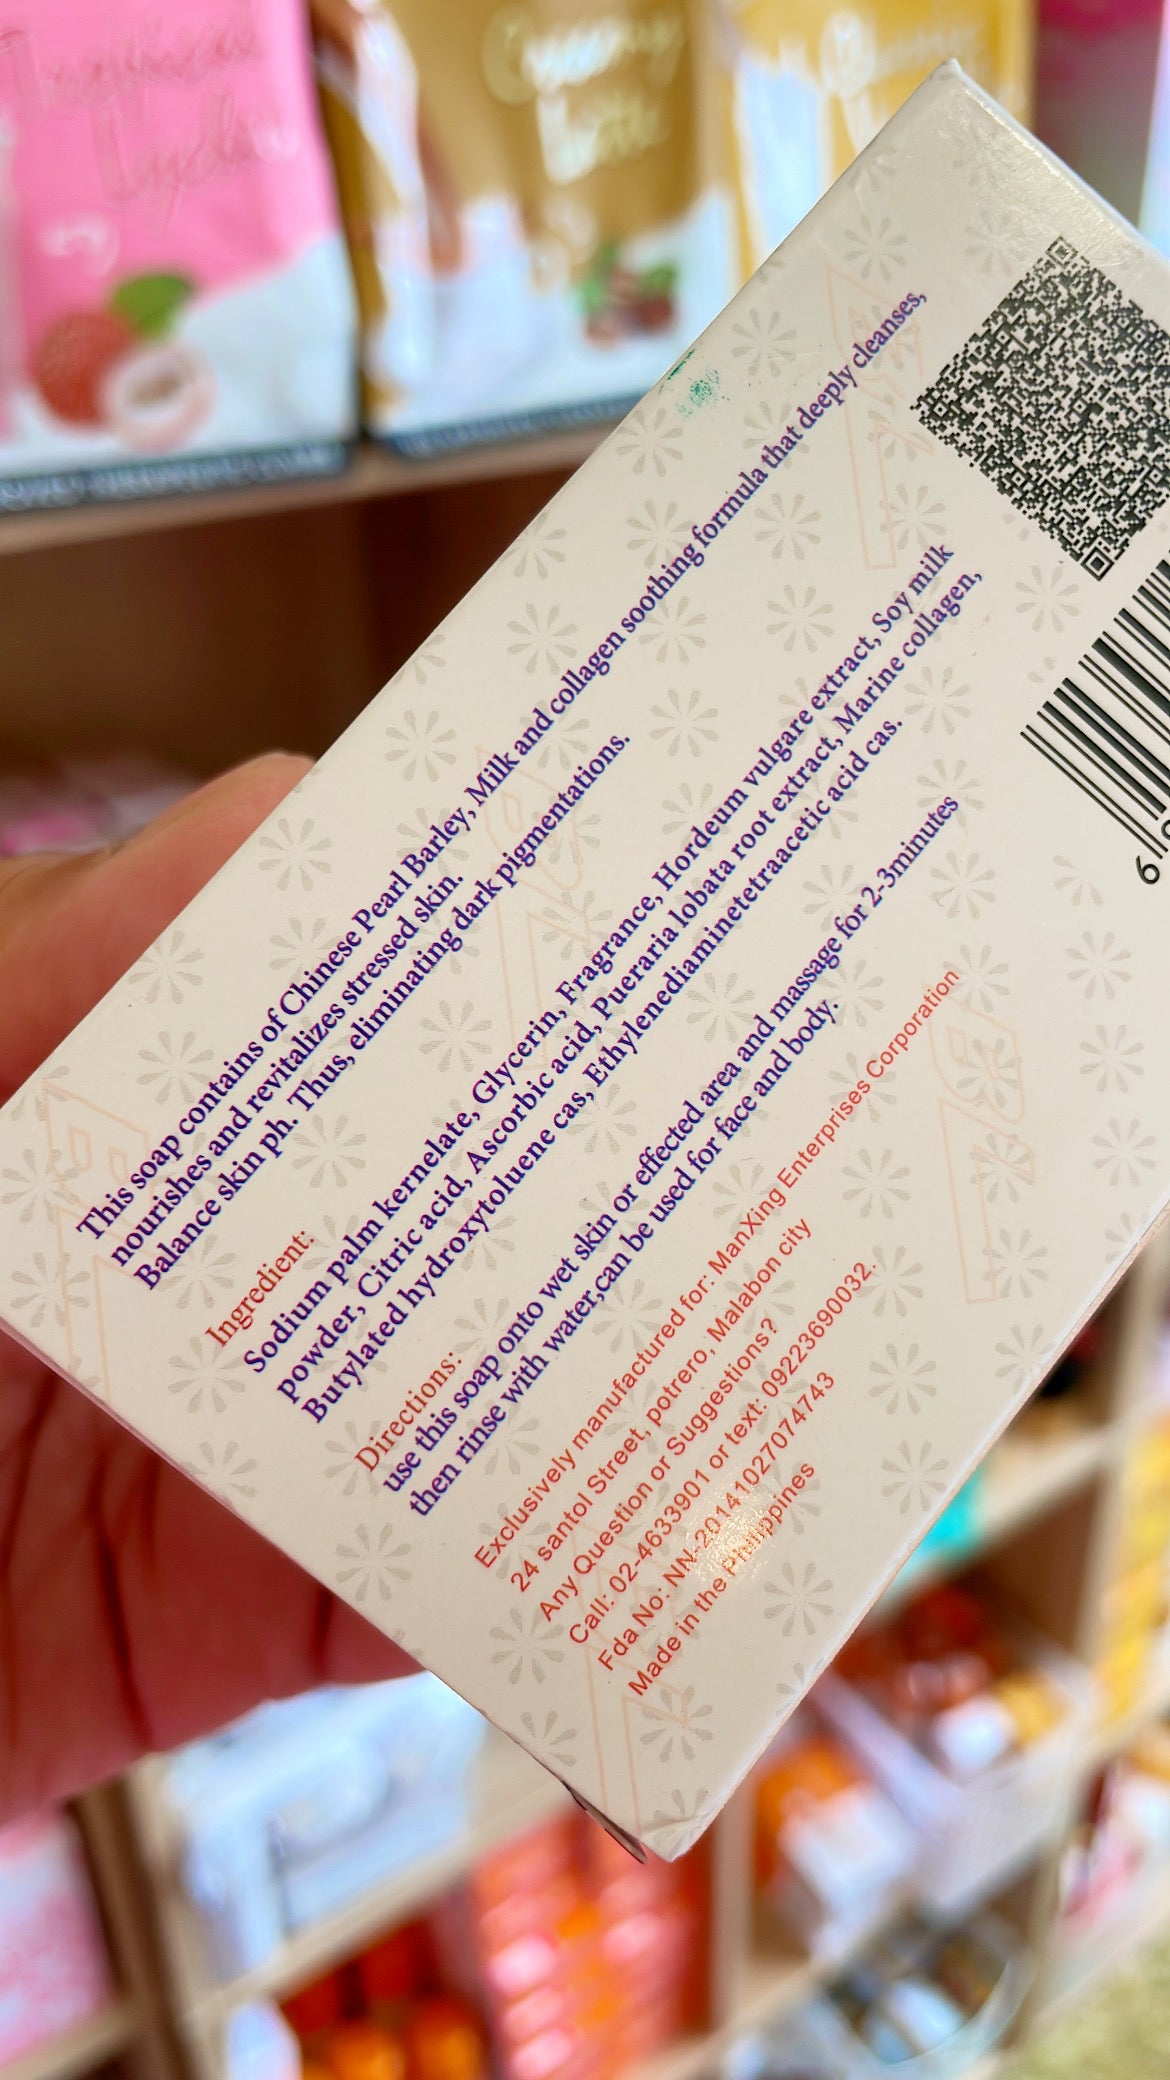 This soap contains of Chinese Pearl Barley, Milk and collagen soothing formula that deeply cleanses,
nourishes and revitalizes stressed skin.
Balance skin ph. Thus, eliminating dark pigmentations.
Ingredient:
Sodium palm kernelate, Glycerin, Fragrance, Hordeum vulgare extract, Soy milk
powder, Citric acid, Ascorbic acid, Pueraria lobata root extract, Marine collagen,
Butylated hydroxytoluene cas, Ethylenediaminetetraacetic acid cas.
Directions:
use this soap onto wet skin or effected area and massage for 2-3minutes
then rinse with water,can be used for face and body.
Exclusively manufactured for: ManXing Enterprises Corporation
24 santol Street, potrero, Malabon city
Any Question or Suggestions?
Call: 02-4633901 or text: 09223690032.
Fda No: NN-20141027074743
Made in the Philippines